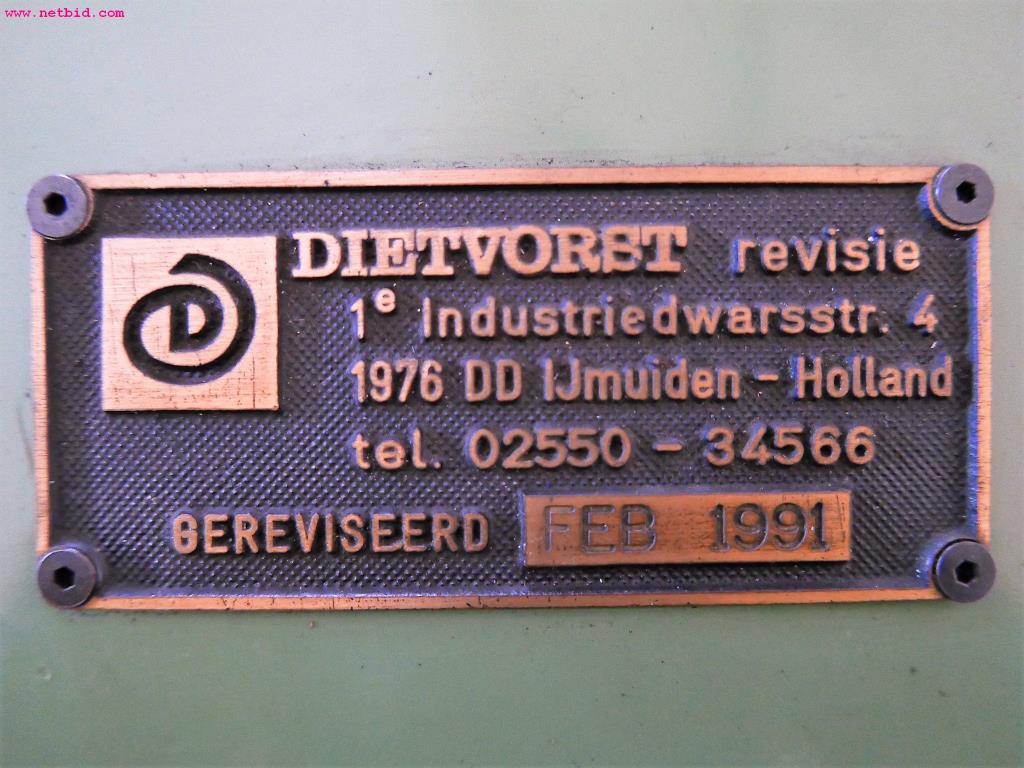 www.netbid.com
D
DIETVORST revisie
1e Industriedwarsstr. 4
1976 DD IJmuiden - Holland
tel. 02550 - 34566
GEREVISEERD FEB 1991